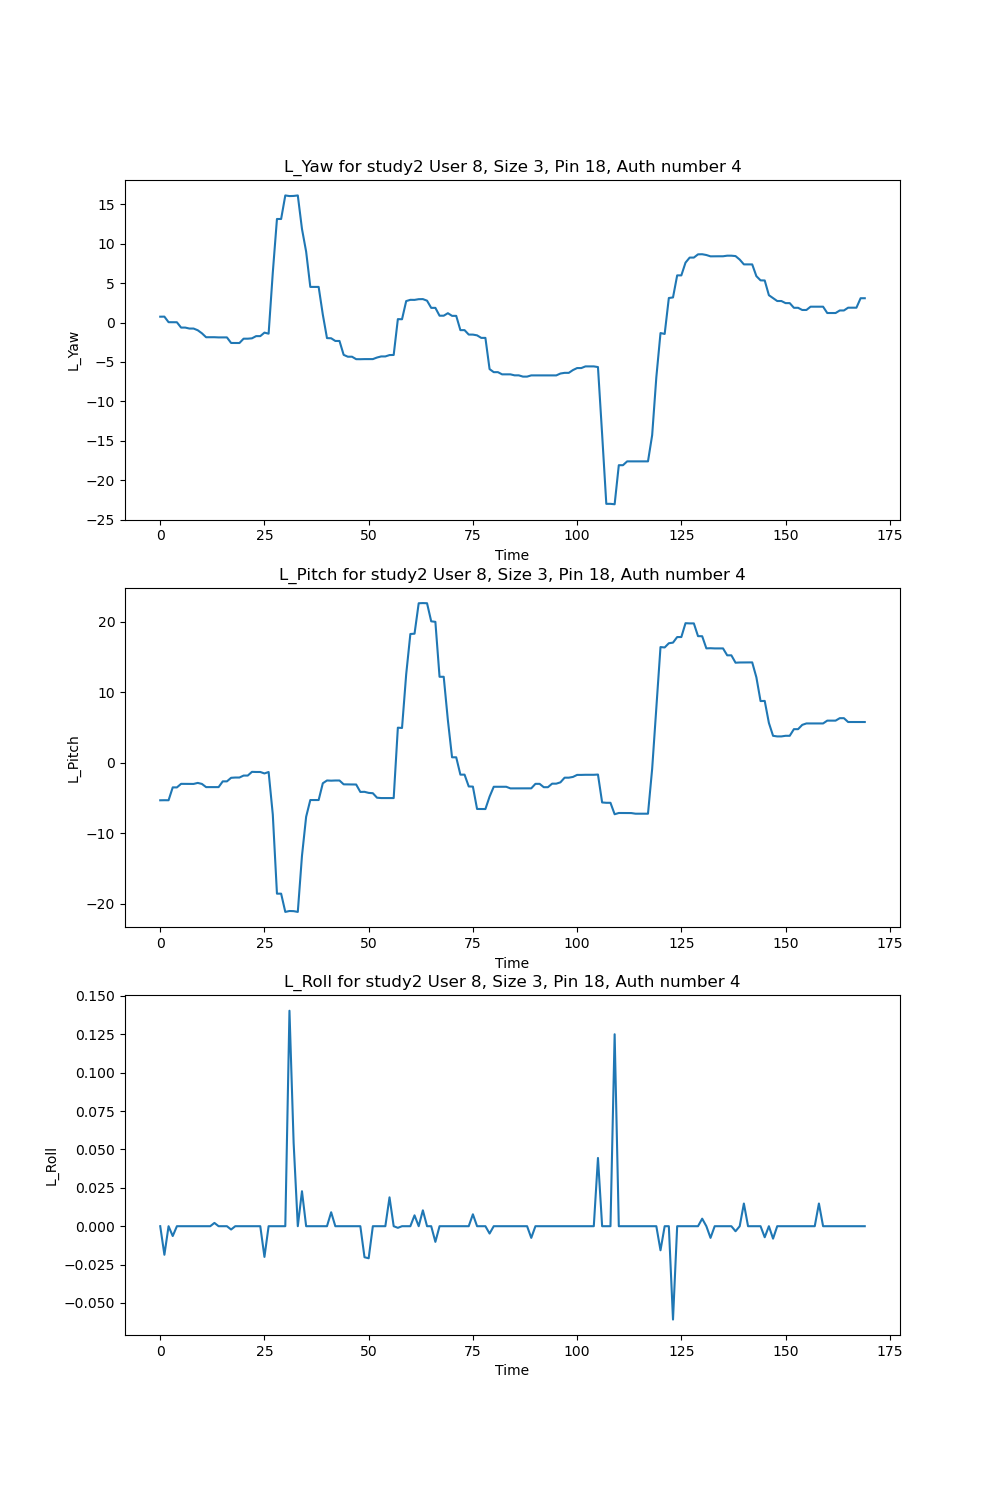 L_Yaw for study2 User 8, Size 3, Pin 18, Auth number 4
15
10
5
0
−5
−10
−15
−20
−25
L_Yaw
0 25 50 75 100 125 150 175
Time
L_Pitch for study2 User 8, Size 3, Pin 18, Auth number 4
20
10
0
−10
−20
L_Pitch
0 25 50 75 100 125 150 175
Time
L_Roll for study2 User 8, Size 3, Pin 18, Auth number 4
0.150
0.125
0.100
0.075
0.050
0.025
0.000
−0.025
−0.050
L_Roll
0 25 50 75 100 125 150 175
Time